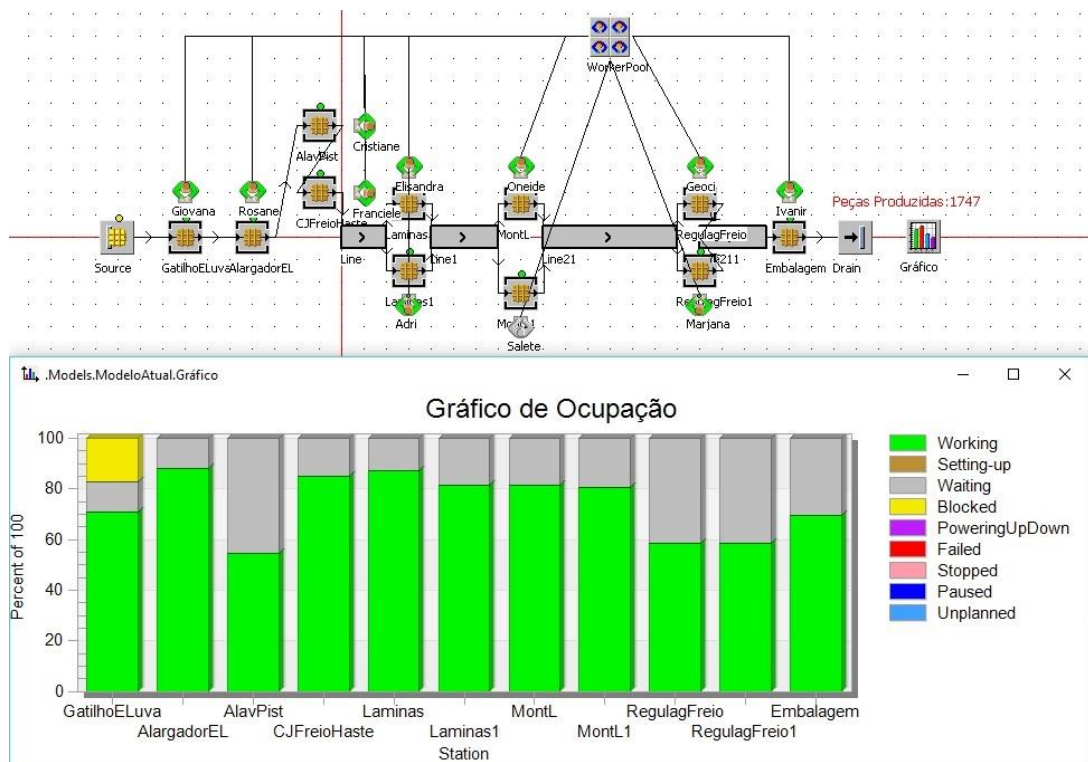 WorkerPool
Cristiane
AlavPist
Elisandra
Oneide
Geoci
Giovana
Rosane
Franciele
Ivanir
Peças Produzidas:1747
CJFreioHaste
Laminas
MontL
RegulagFreio
Source
GatilhoELuva
AlargadorEL
Line
Line1
Line21
Embalagem
Drain
Gráfico
RegulagFreio1
Adri
Marjana
Salete
.Models.ModeloAtual.Gráfico
Gráfico de Ocupação
Percent of 100
100
80
60
40
20
0
Working
Setting-up
Waiting
Blocked
PoweringUpDown
Failed
Stopped
Paused
Unplanned
GatilhoELuva
AlavPist
Laminas
MontL
RegulagFreio
Embalagem
AlargadorEL
CJFreioHaste
Laminas1
MontL1
RegulagFreio1
Station